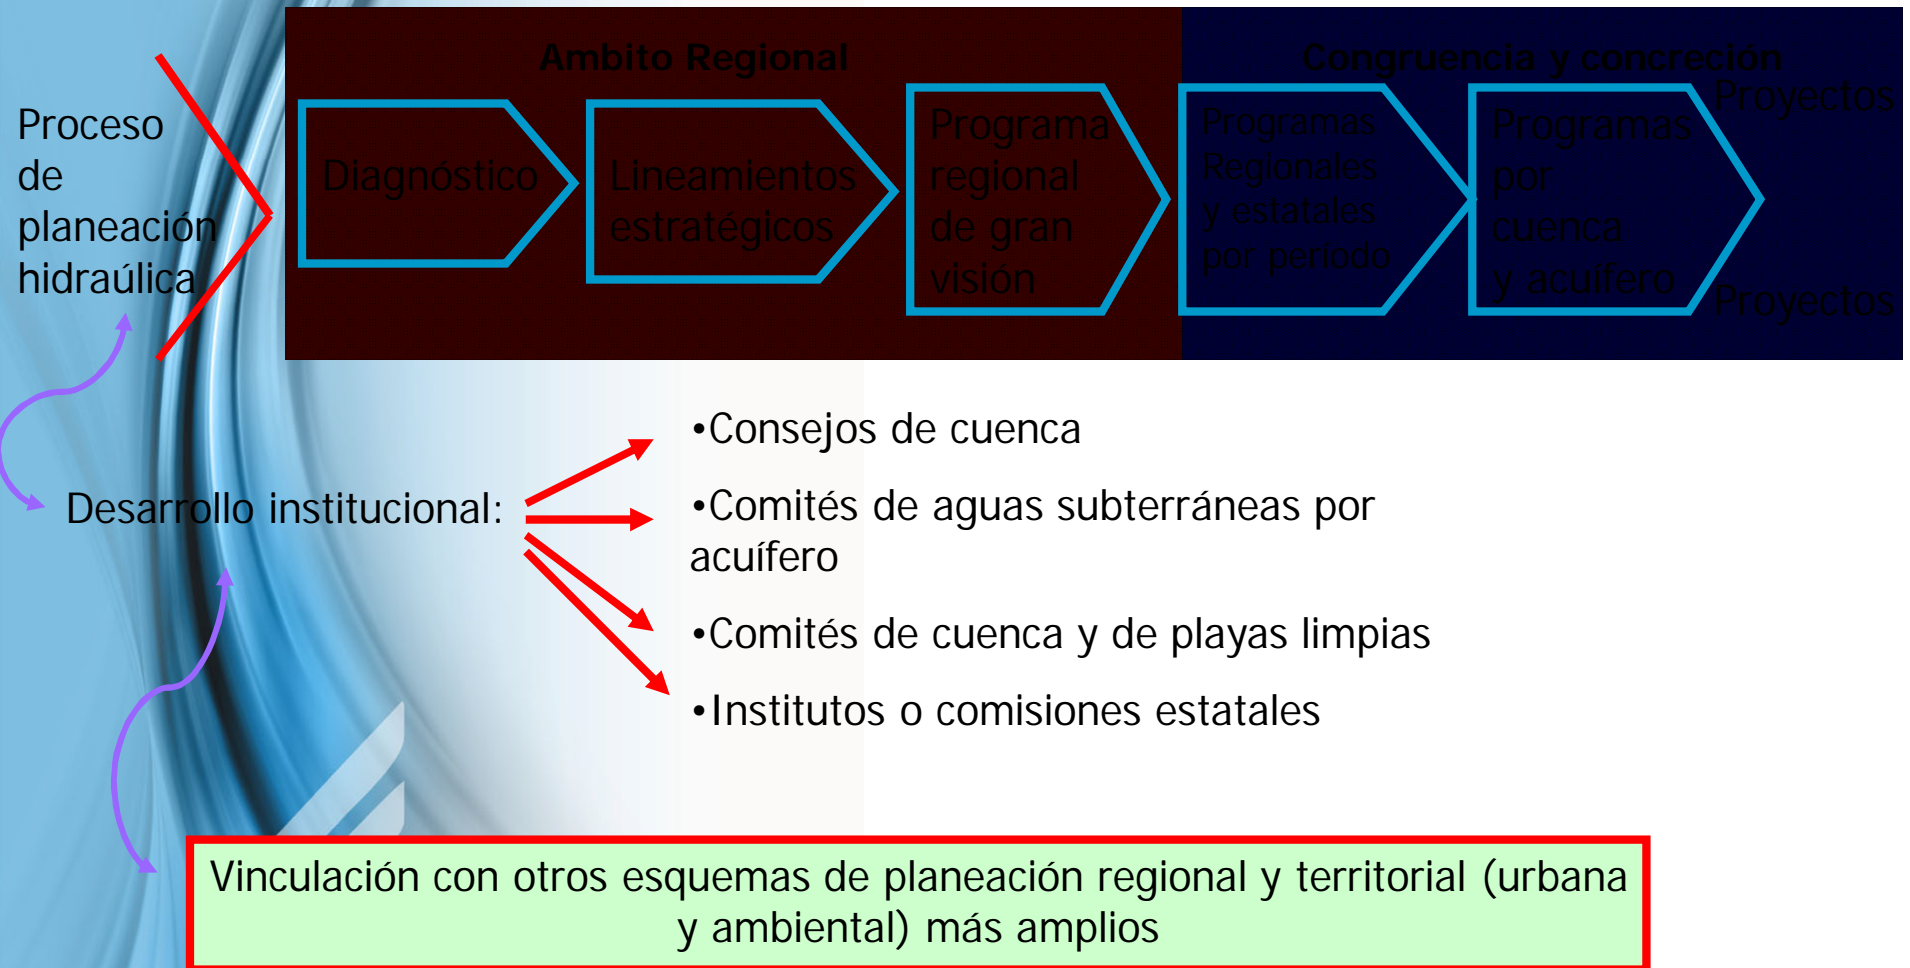 Ambito Regional
Congruencia y concreción
Proceso
de
planeación
hidraúlica
Diagnóstico
Lineamientos
estratégicos
Programa
regional
de gran
visión
Programas
Regionales
y estatales
por período
Programas
por
cuenca
y acuífero
Proyectos
Proyectos
Desarrollo institucional:
•Consejos de cuenca
•Comités de aguas subterráneas por
acuífero
•Comités de cuenca y de playas limpias
•Institutos o comisiones estatales
Vinculación con otros esquemas de planeación regional y territorial (urbana
y ambiental) más amplios